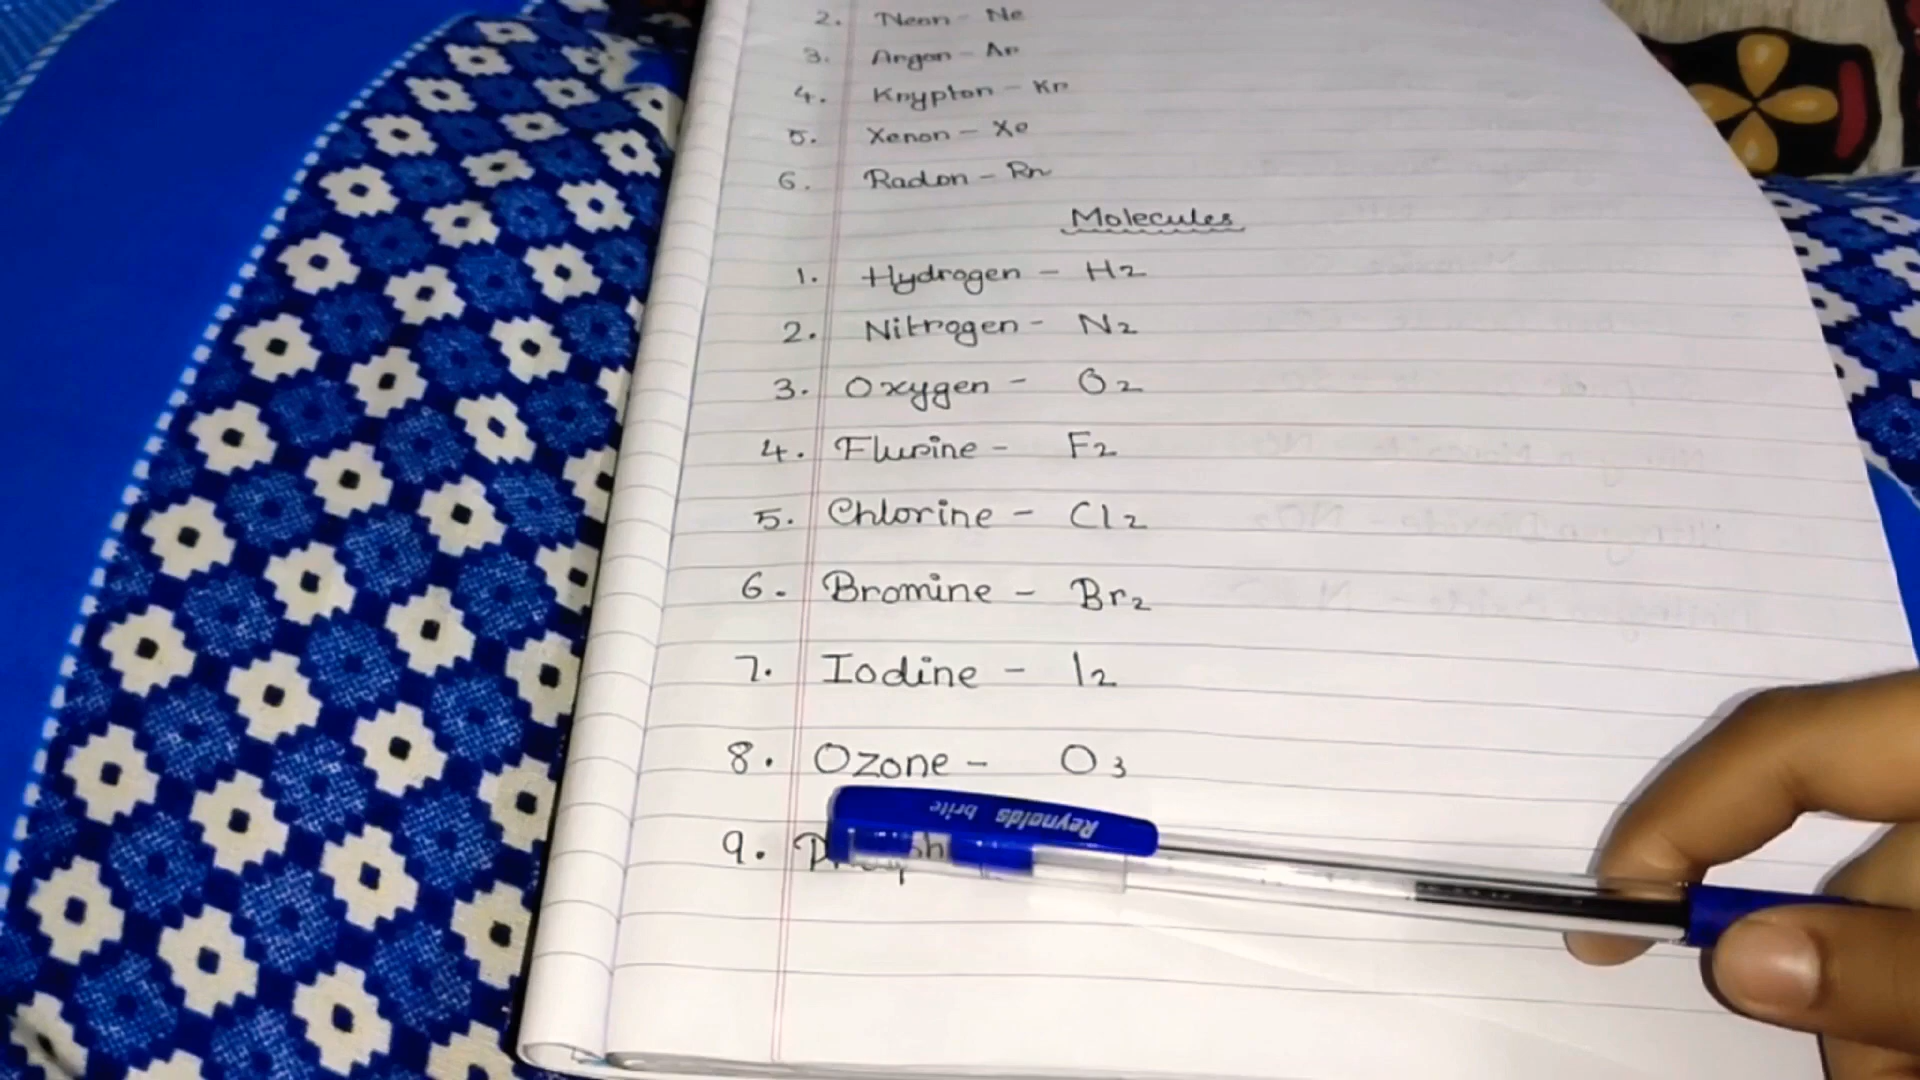 2. Neon - Ne
3. Argon - Ar
4. Krypton - Kr
5. Xenon - Xe
6. Radon - Rn
Molecules
1. Hydrogen - H2
2. Nitrogen - N2
3. Oxygen - O2
4. Flurine - F2
5. Chlorine - Cl2
6. Bromine - Br2
7. Iodine - I2
8. Ozone - O3
Reynolds brite
9.